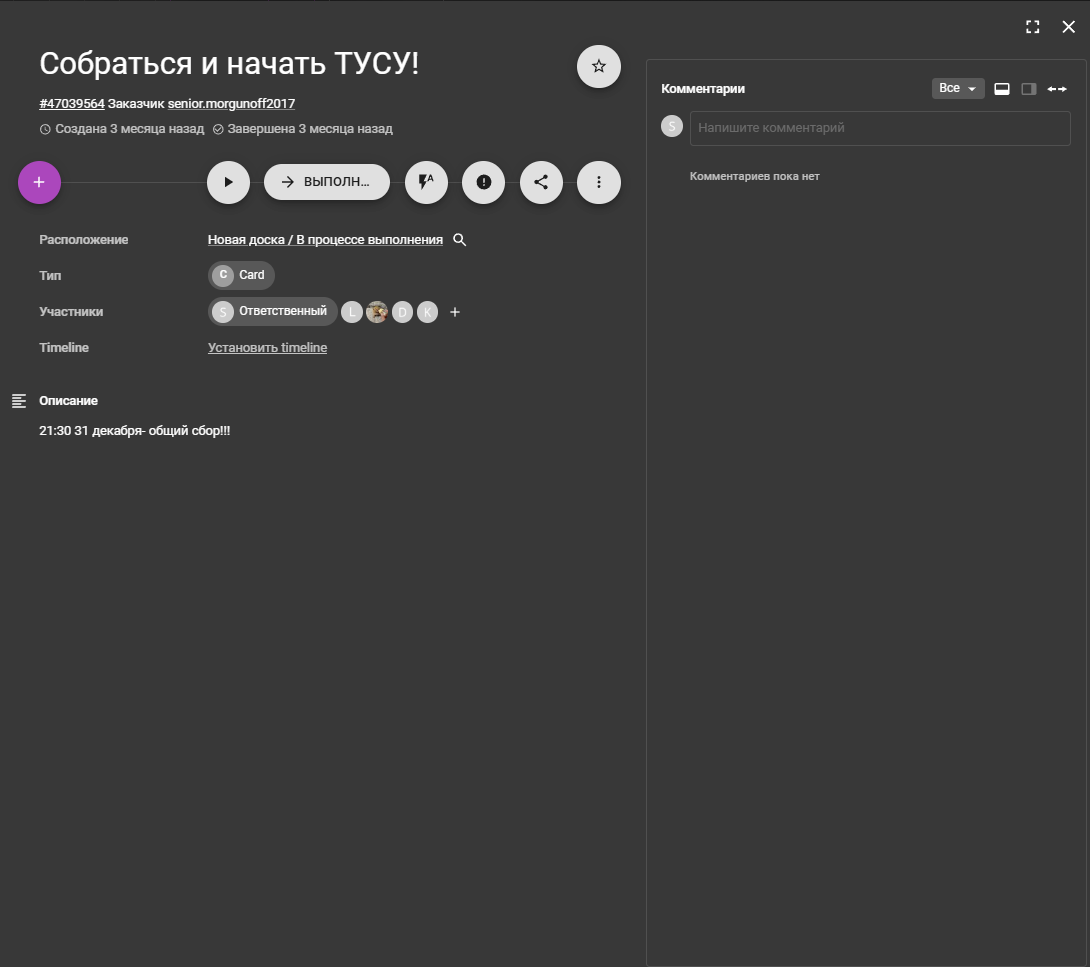 Собраться и начать ТУСУ!
#47039564 Заказчик senior.morgunoff2017
Создана 3 месяца назад Завершена 3 месяца назад
ВЫПОЛН...
Расположение Новая доска / В процессе выполнения
Тип C Card
Участники S Ответственный L D K
Timeline Установить timeline
Описание
21:30 31 декабря- общий сбор!!!
Комментарии Все
S Напишите комментарий
Комментариев пока нет